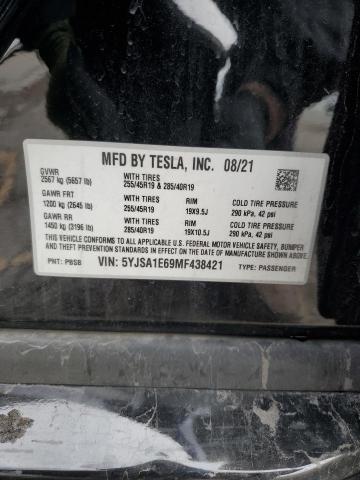 MFD BY TESLA, INC. 08/21
GVWR
2567 kg (5657 lb)
WITH TIRES
255/45R19 & 285/40R19
GAWR FRT
1200 kg (2645 lb)
WITH TIRES
255/45R19
RIM
19X9.5J
COLD TIRE PRESSURE
290 kPa, 42 psi
GAWR RR
1450 kg (3196 lb)
WITH TIRES
285/40R19
RIM
19X10.5J
COLD TIRE PRESSURE
290 kPa, 42 psi
THIS VEHICLE CONFORMS TO ALL APPLICABLE U.S. FEDERAL MOTOR VEHICLE SAFETY, BUMPER
AND THEFT PREVENTION STANDARDS IN EFFECT ON THE DATE OF MANUFACTURE SHOWN ABOVE.
PNT: PBSB
VIN: 5YJSA1E69MF438421
TYPE: PASSENGER